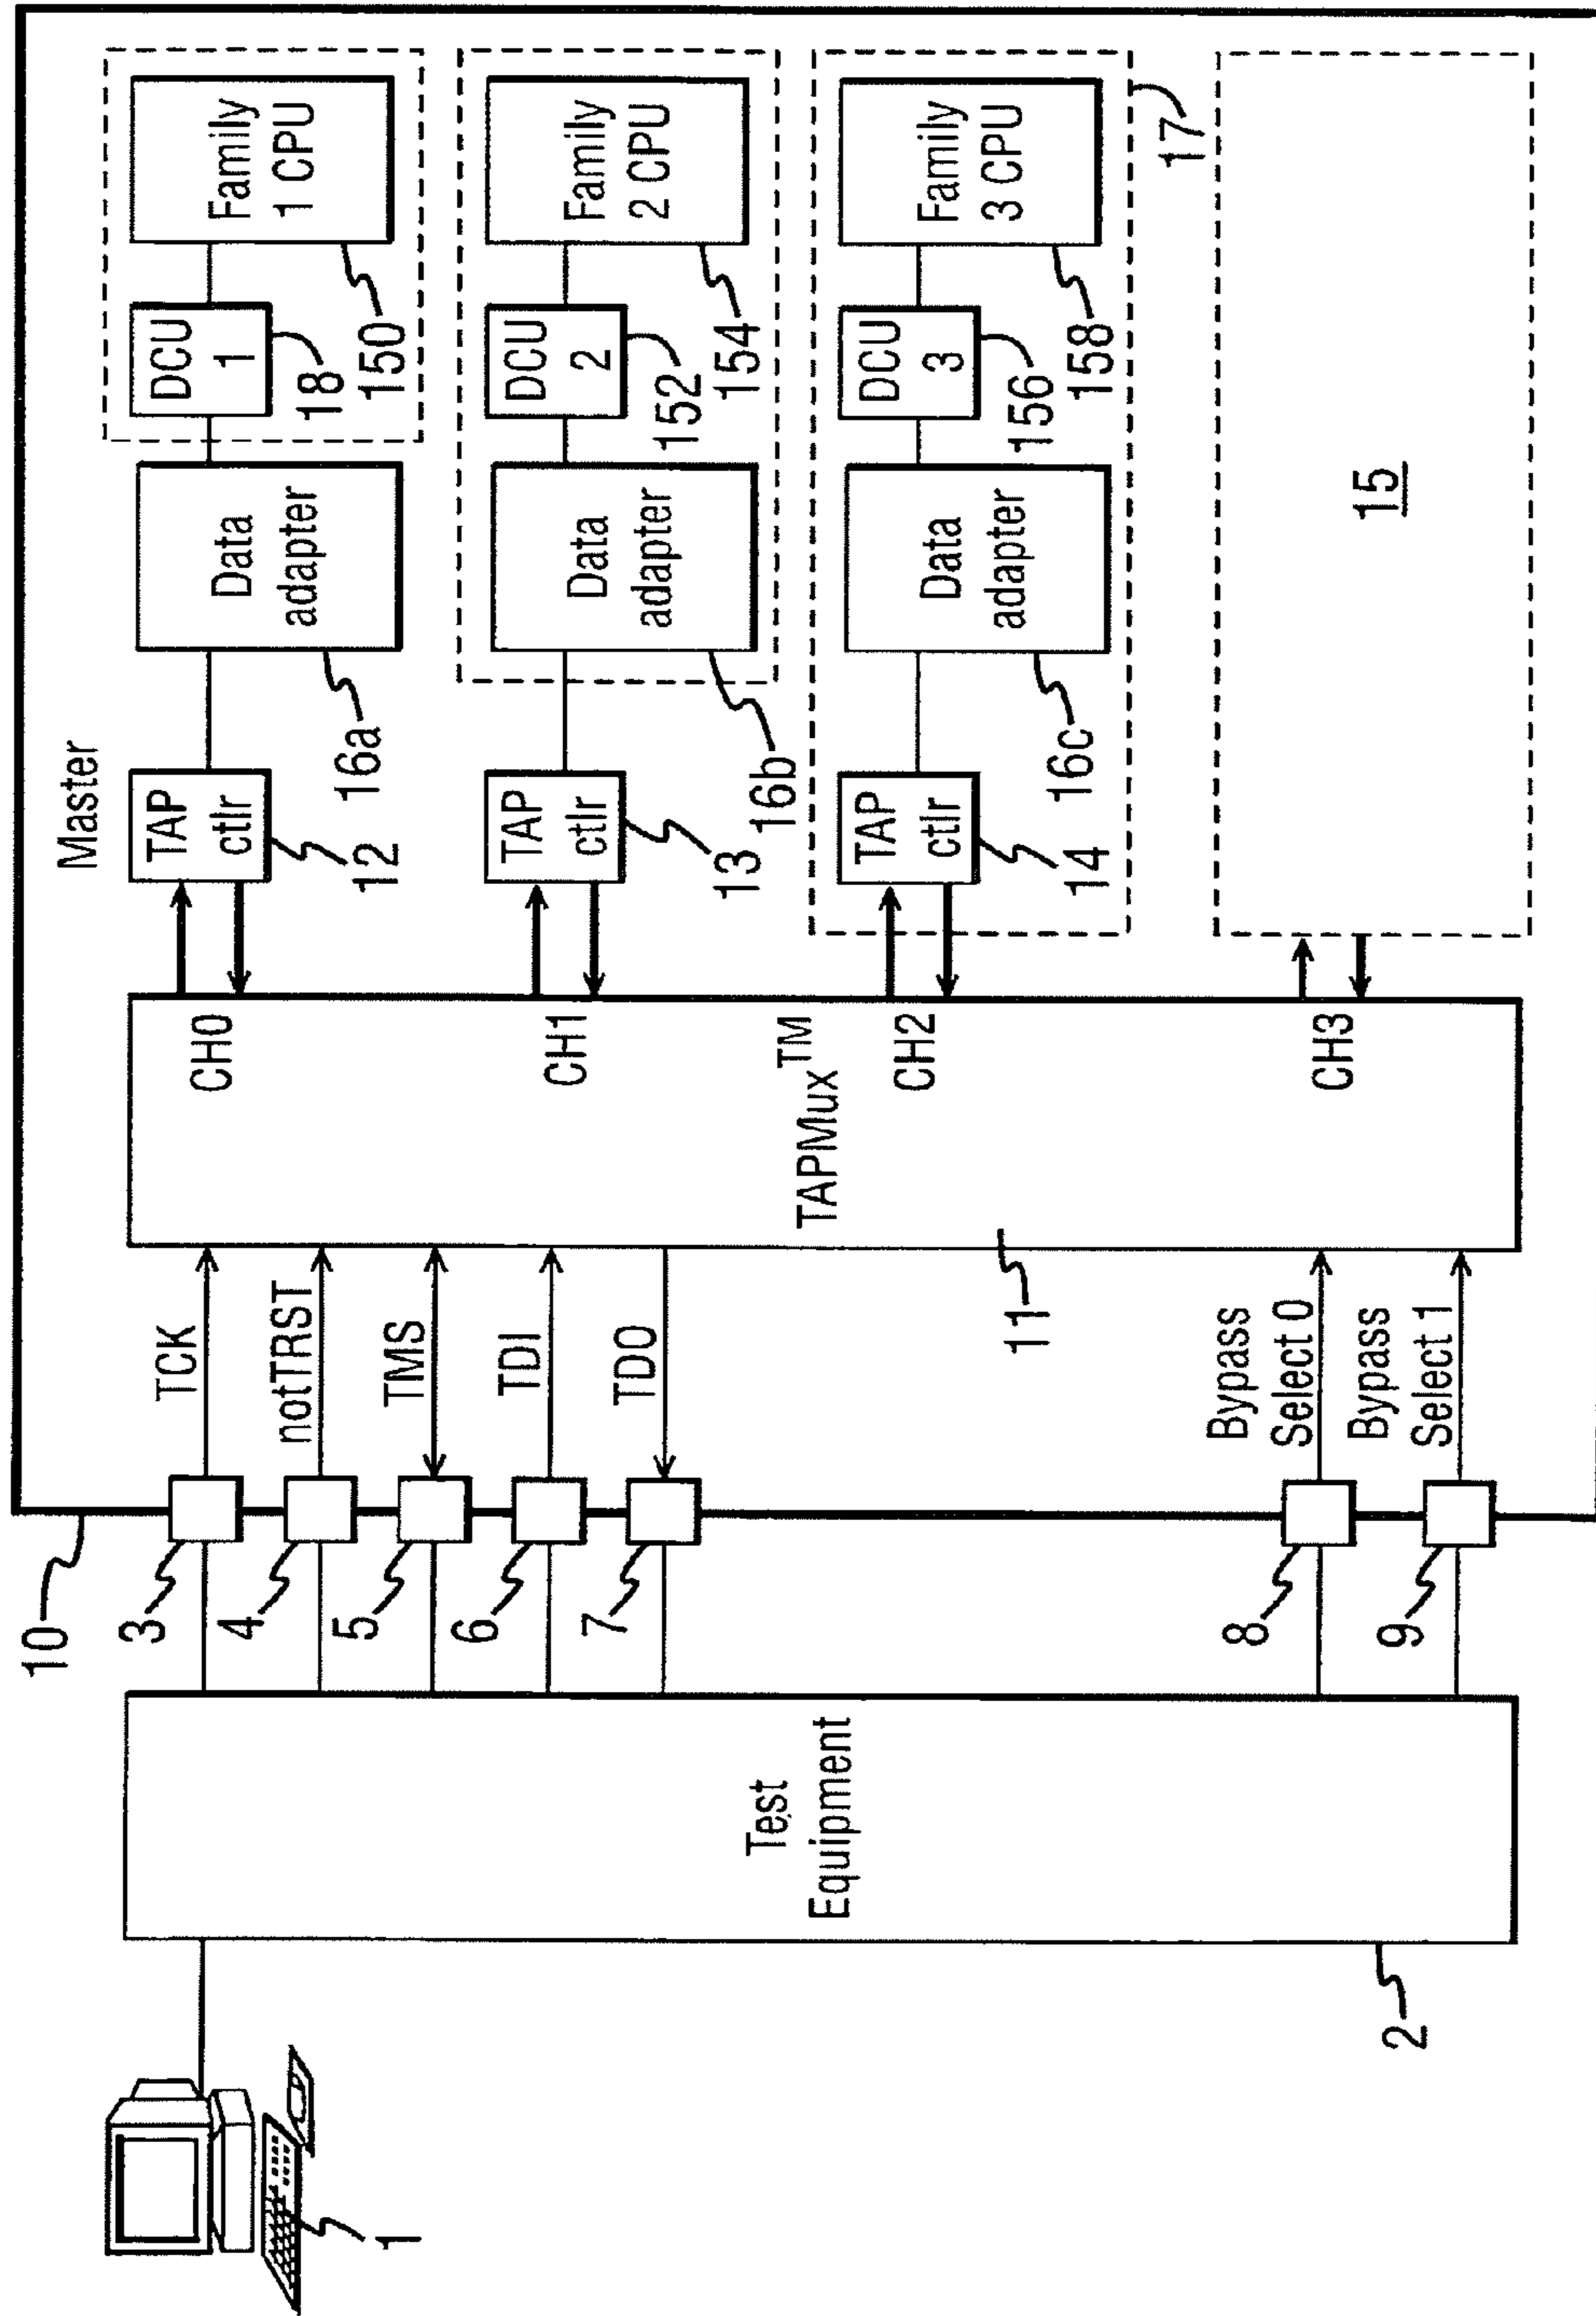 1
2
Test
Equipment
10
3
4
5
6
7
8
9
TCK
notTRST
TMS
TDI
TDO
Bypass
Select 0
Bypass
Select 1
11
TAPMux™
CH0
CH1
CH2
CH3
Master
TAP
ctlr
12
Data
adapter
16a
DCU
1
18
Family
1 CPU
150
TAP
ctlr
13
Data
adapter
16b
DCU
2
152
Family
2 CPU
154
TAP
ctlr
14
Data
adapter
16c
DCU
3
156
Family
3 CPU
158
17
15